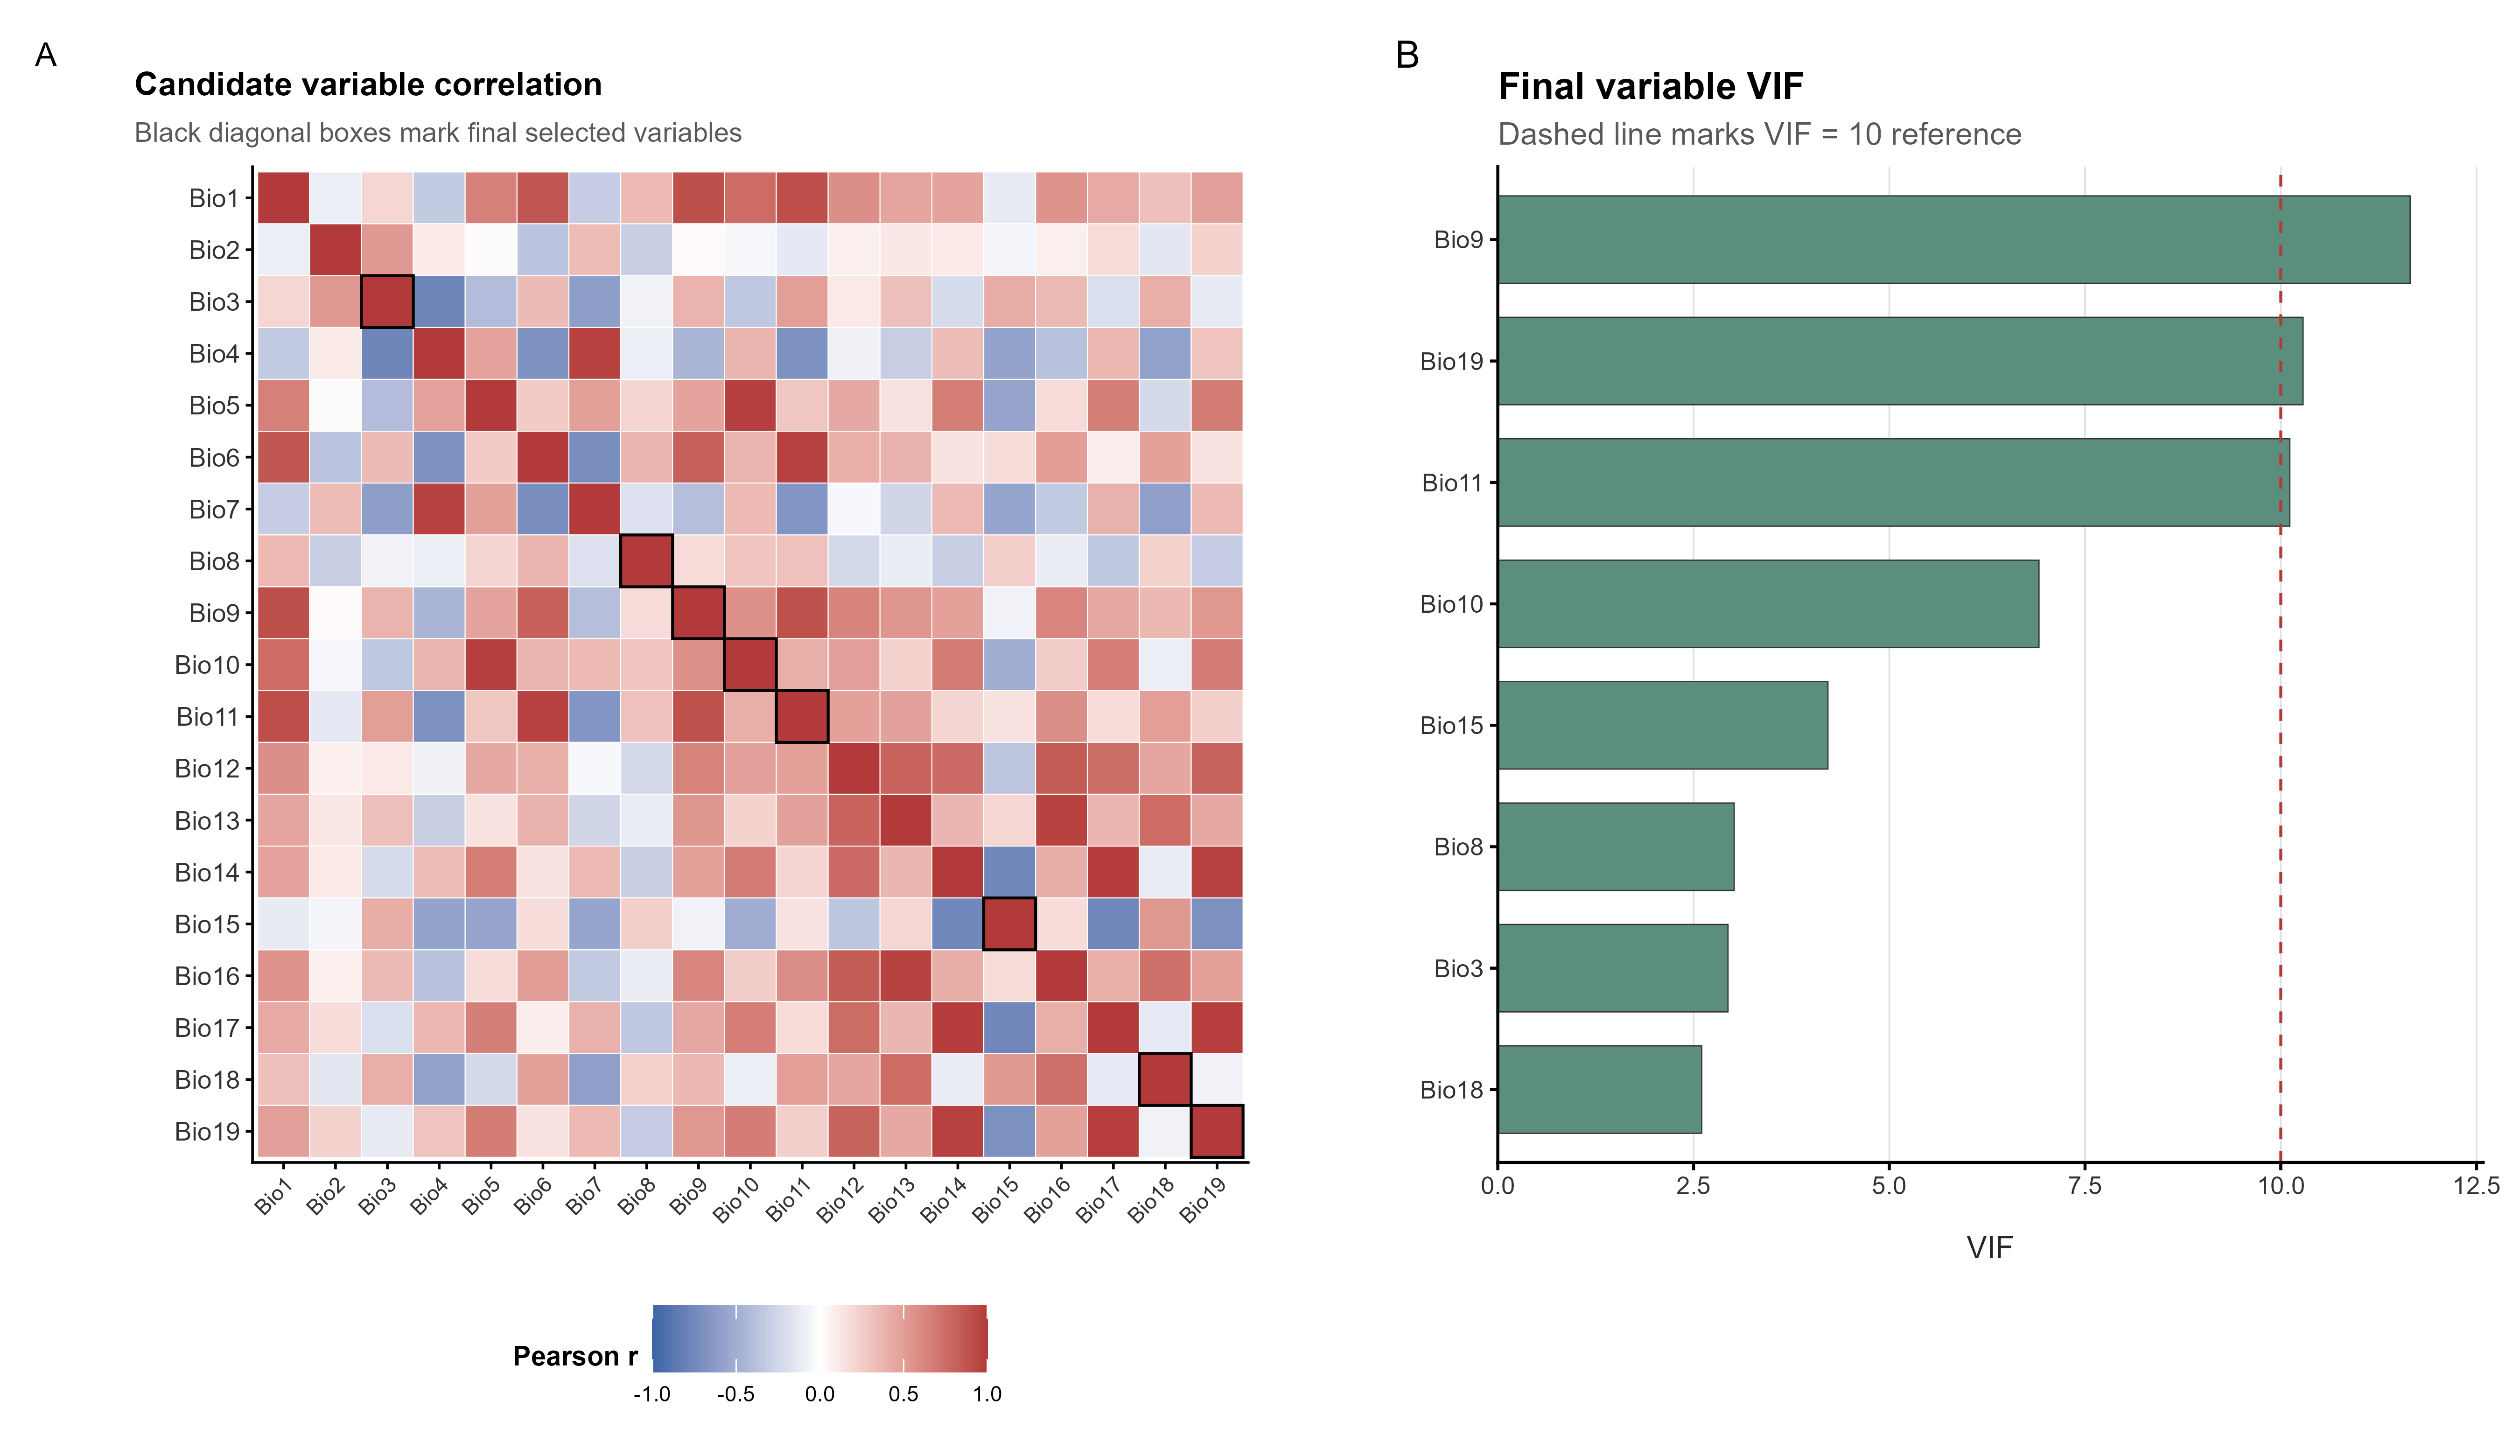 A
Candidate variable correlation
Black diagonal boxes mark final selected variables
Bio1
Bio2
Bio3
Bio4
Bio5
Bio6
Bio7
Bio8
Bio9
Bio10
Bio11
Bio12
Bio13
Bio14
Bio15
Bio16
Bio17
Bio18
Bio19
Bio1 Bio2 Bio3 Bio4 Bio5 Bio6 Bio7 Bio8 Bio9 Bio10 Bio11 Bio12 Bio13 Bio14 Bio15 Bio16 Bio17 Bio18 Bio19
Pearson r
-1.0 -0.5 0.0 0.5 1.0
B
Final variable VIF
Dashed line marks VIF = 10 reference
Bio9
Bio19
Bio11
Bio10
Bio15
Bio8
Bio3
Bio18
0.0 2.5 5.0 7.5 10.0 12.5
VIF